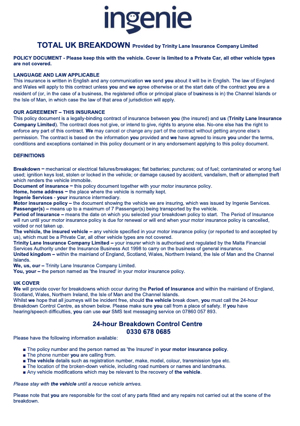 ingenie
TOTAL UK BREAKDOWN Provided by Trinity Lane Insurance Company Limited
POLICY DOCUMENT - Please keep this with the vehicle. Cover is limited to a Private Car, all other vehicle types
are not covered.
LANGUAGE AND LAW APPLICABLE
This insurance is written in English and any communication we send you about it will be in English. The law of England
and Wales will apply to this contract unless you and we agree otherwise or at the start date of the contract you are a
resident of (or, in the case of a business, the registered office or principal place of business is in) the Channel Islands or
the Isle of Man, in which case the law of that area of jurisdiction will apply.
OUR AGREEMENT – THIS INSURANCE
This policy document is a legally-binding contract of insurance between you (the Insured) and us (Trinity Lane Insurance
Company Limited). The contract does not give, or intend to give, rights to anyone else. No-one else has the right to
enforce any part of this contract. We may cancel or change any part of the contract without getting anyone else's
permission. The contract is based on the information you provided and we have agreed to insure you under the terms,
conditions and exceptions contained in this policy document or in any endorsement applying to this policy document.
DEFINITIONS
Breakdown – mechanical or electrical failures/breakages; flat batteries; punctures; out of fuel; contaminated or wrong fuel
used; ignition keys lost, stolen or locked in the vehicle, or damage caused by accident, vandalism, theft or attempted theft
which renders the vehicle immobile.
Document of Insurance = this policy document together with your motor insurance policy.
Home, home address = the place where the vehicle is normally kept.
Ingenie Services - your insurance intermediary.
Motor insurance policy – the document showing the vehicle we are insuring, which was issued by Ingenie Services.
Passenger(s) – means up to a maximum of 7 Passenger(s) being transported by the vehicle.
Period of Insurance – means the date on which you selected your breakdown policy to start. The Period of Insurance
will run until your motor insurance policy is due for renewal or will end when your motor insurance policy is cancelled,
voided or not taken up.
The vehicle, the insured vehicle – any vehicle specified in your motor insurance policy (or reported to and accepted by
us), which must be a Private Car, all other vehicle types are not covered.
Trinity Lane Insurance Company Limited – your insurer which is authorised and regulated by the Malta Financial
Services Authority under the Insurance Business Act 1998 to carry on the business of general insurance.
United kingdom – within the mainland of England, Scotland, Wales, Northern Ireland, Isle of Man and the Channel
Islands.
We, us, our – Trinity Lane Insurance Company Limited.
You, your – the person named as 'the Insured' in your motor insurance policy.
UK COVER
We will provide cover for breakdowns which occur during the Period of Insurance and within the mainland of England,
Scotland, Wales, Northern Ireland, the Isle of Man and the Channel Islands.
Whilst we hope that all journeys will be incident free, should the vehicle break down, you must call the 24-hour
Breakdown Control Centre, as shown below. Please make sure you call from a place of safety. If you have
hearing/speech difficulties, you can use our SMS text messaging service on 07860 057 893.
24-hour Breakdown Control Centre
0330 678 0685
Please have the following information available:
■ The policy number and the person named as 'the Insured' in your motor insurance policy.
■ The phone number you are calling from.
■ The vehicle details such as registration number, make, model, colour, transmission type etc.
■ The location of the broken-down vehicle, including road numbers or names and landmarks.
■ Any vehicle modifications which may be relevant to the recovery of the vehicle.
Please stay with the vehicle until a rescue vehicle arrives.
Please note that you are responsible for the cost of any parts fitted and any repairs not carried out at the scene of the
breakdown.